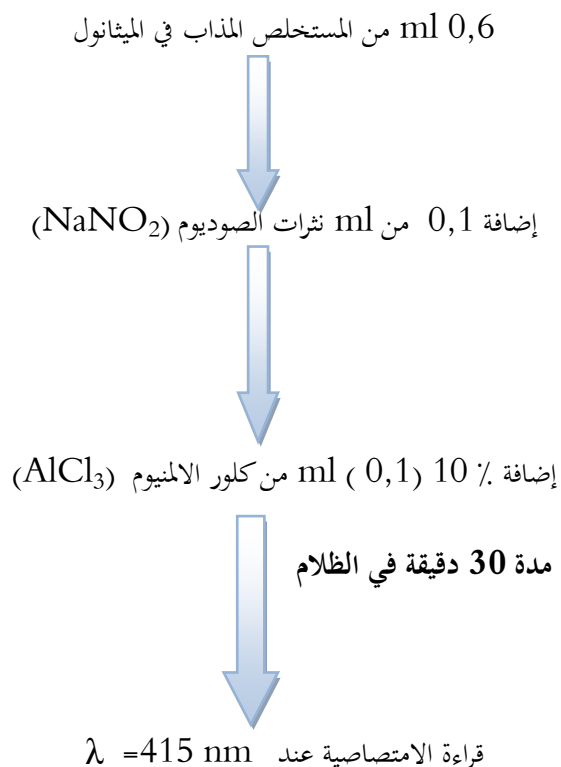 0,6 ml من المستخلص المذاب في الميثانول
إضافة 0,1 من ml نثرات الصوديوم (NaNO₂)
إضافة ٪ 10 (0,1 ) ml من كلور الالمنيوم (AlCl₃)
مدة 30 دقيقة في الظلام
قراءة الامتصاصية عند λ =415 nm